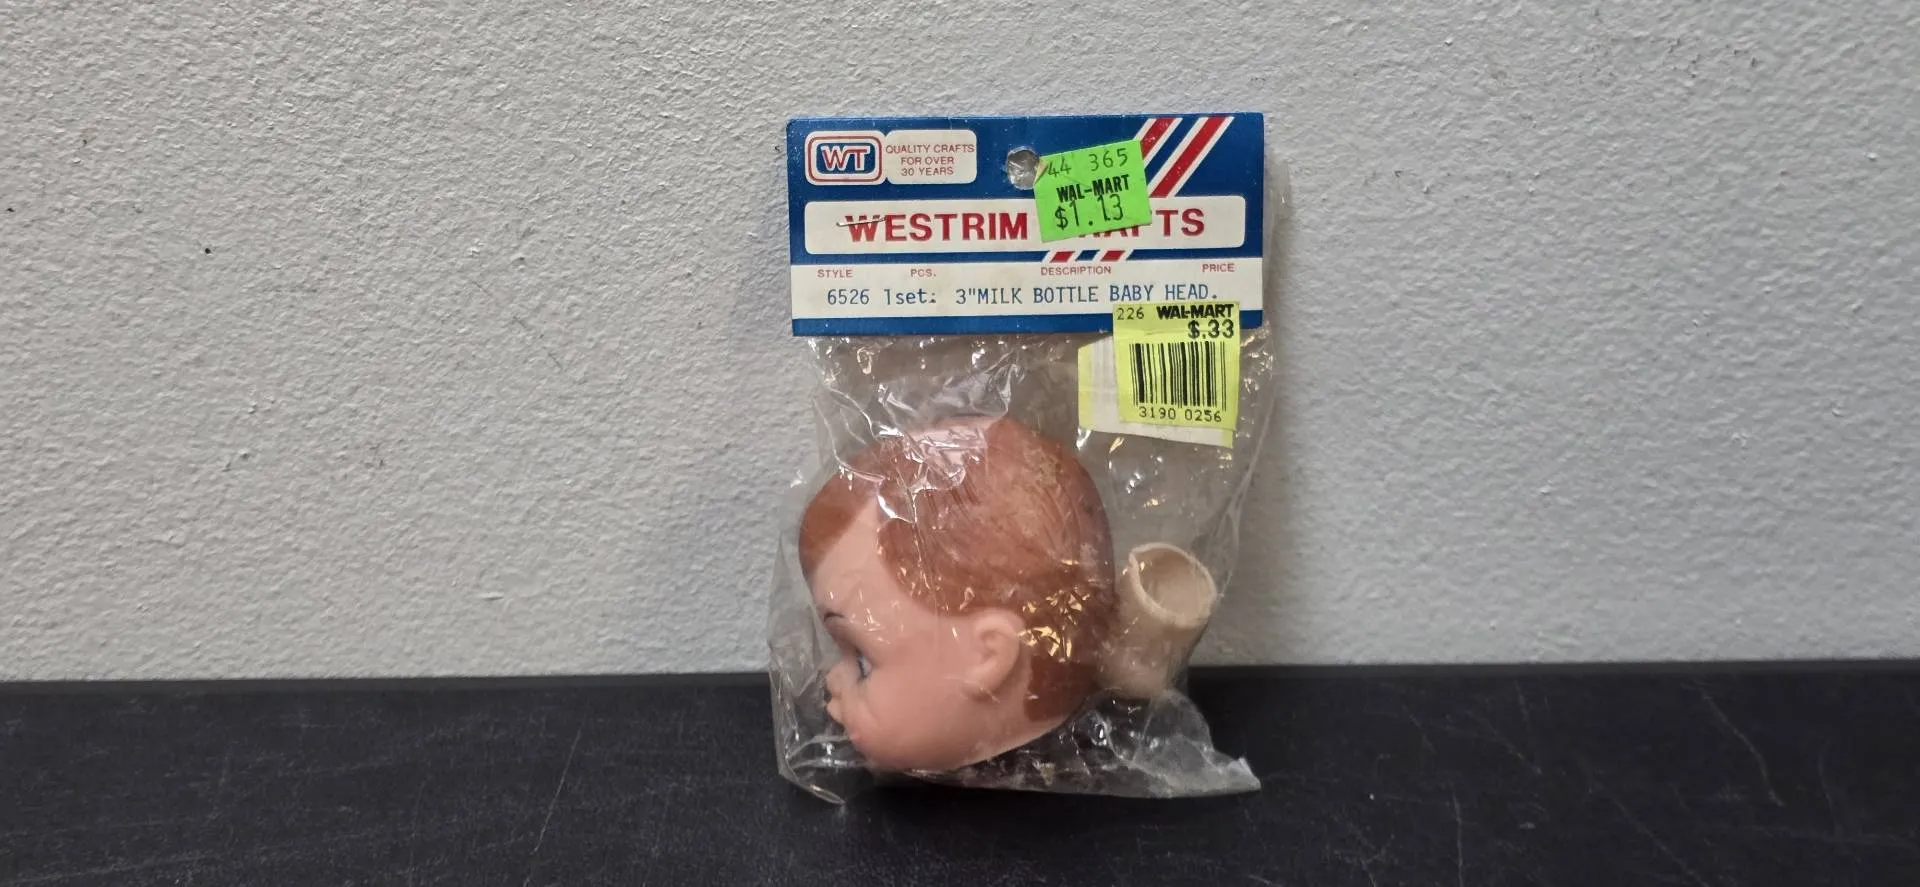 WT
QUALITY CRAFTS
FOR OVER
30 YEARS
44 365
WAL-MART
$1.13
WESTRIM CRAFTS
STYLE PCS. DESCRIPTION PRICE
6526 1set: 3"MILK BOTTLE BABY HEAD.
226 WAL-MART
$.33
3190 0256